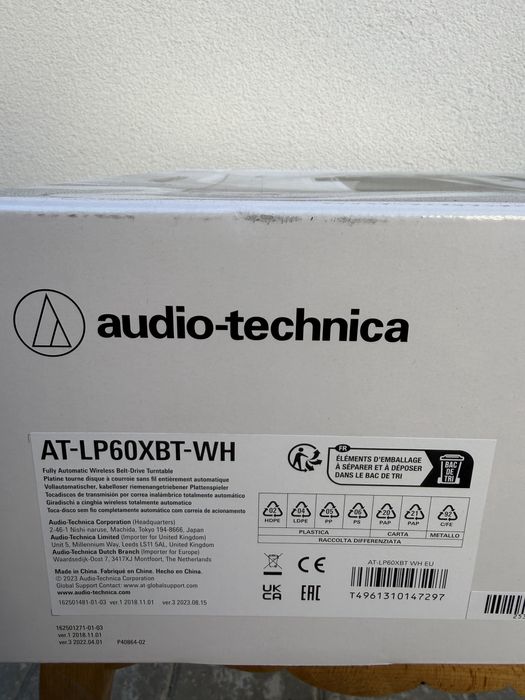 audio-technica
AT-LP60XBT-WH
Fully Automatic Wireless Belt-Drive Turntable
Platine tourne disque à courroie sans fil entièrement automatique
Vollautomatischer, kabelloser riemenangetriebener Plattenspieler
Tocadiscos de transmisión por correa inalámbrico totalmente automático
Giradischi a cinghia wireless totalmente automatico
Toca-disco sem fio completamente automático com correia de acionamento
Audio-Technica Corporation (Headquarters)
2-46-1 Nishi-naruse, Machida, Tokyo 194-8666, Japan
Audio-Technica Limited (Importer for United Kingdom)
Unit 5, Millennium Way, Leeds LS11 5AL, United Kingdom
Audio-Technica Dutch Branch (Importer for Europe)
Waardsedijk-Oost 7, 3417XJ Montfoort, The Netherlands
Made in China. Fabriqué en Chine. Hecho en China.
© 2023 Audio-Technica Corporation
Global Support Contact: www.at-globalsupport.com
www.audio-technica.com
162501481-01-03 ver.1 2018.11.01 ver.3 2023.08.15
FR
ÉLÉMENTS D'EMBALLAGE
À SÉPARER ET À DÉPOSER
DANS LE BAC DE TRI
BAC
DE
TRI
02 04 05 06 20 21 92
HDPE LDPE PP PS PAP PAP C/FE
PLASTICA CARTA METALLO
RACCOLTA DIFFERENZIATA
CE
UK
CA
EAC
AT-LP60XBT WH EU
T4961310147297
162501271-01-03
ver.1 2018.11.01
ver.3 2022.04.01 P40864-02